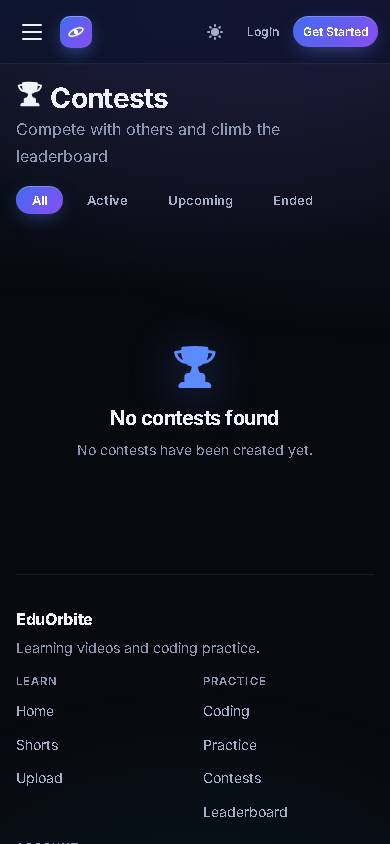 Login
Get Started
Contests
Compete with others and climb the
leaderboard
All
Active
Upcoming
Ended
No contests found
No contests have been created yet.
EduOrbite
Learning videos and coding practice.
LEARN
PRACTICE
Home
Coding
Shorts
Practice
Upload
Contests
Leaderboard